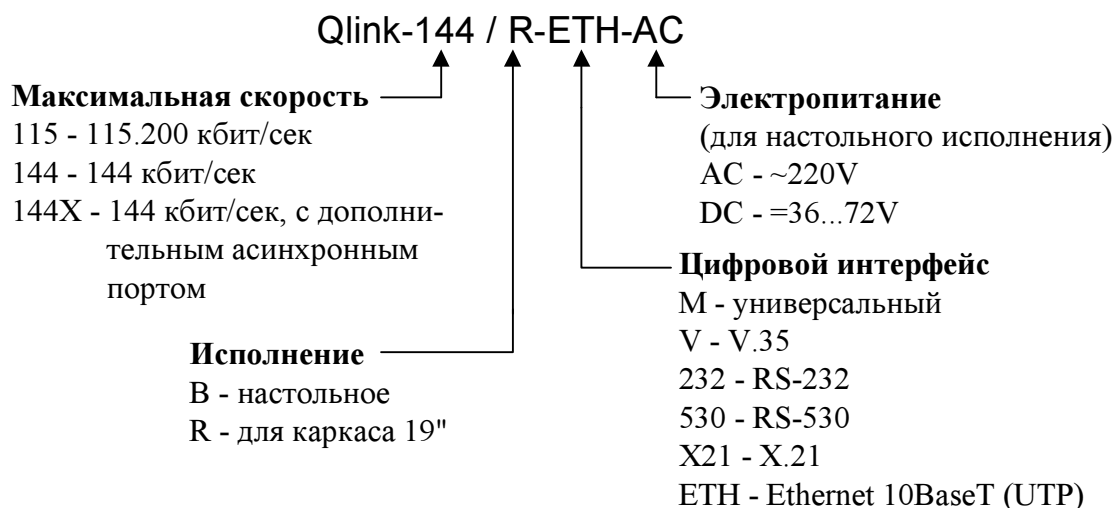 Qlink-144 / R-ETH-AC
Максимальная скорость
115 - 115.200 кбит/сек
144 - 144 кбит/сек
144X - 144 кбит/сек, с дополни-
тельным асинхронным
портом
Исполнение
B - настольное
R - для каркаса 19"
Электропитание
(для настольного исполнения)
AC - ~220V
DC - =36...72V
Цифровой интерфейс
M - универсальный
V - V.35
232 - RS-232
530 - RS-530
X21 - X.21
ETH - Ethernet 10BaseT (UTP)